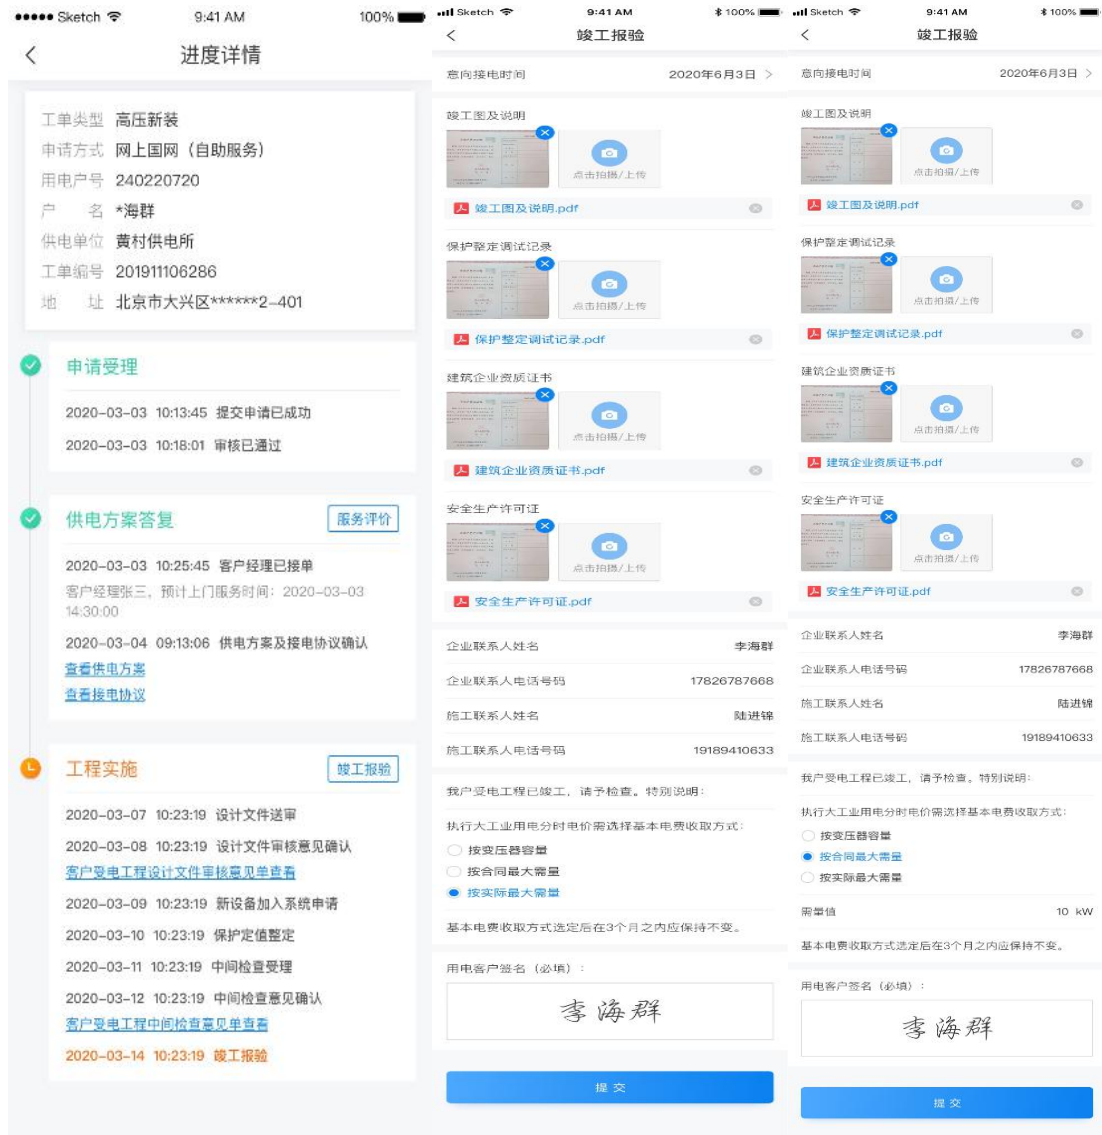 Sketch 9:41 AM 100%
进度详情
工单类型 高压新装
申请方式 网上国网（自助服务）
用电户号 240220720
户 名 *海群
供电单位 黄村供电所
工单编号 201911106286
地 址 北京市大兴区******2-401
申请受理
2020-03-03 10:13:45 提交申请已成功
2020-03-03 10:18:01 审核已通过
供电方案答复 服务评价
2020-03-03 10:25:45 客户经理已接单
客户经理张三，预计上门服务时间：2020-03-03
14:30:00
2020-03-04 09:13:06 供电方案及接电协议确认
查看供电方案
查看接电协议
工程实施 竣工报验
2020-03-07 10:23:19 设计文件送审
2020-03-08 10:23:19 设计文件审核意见确认
客户受电工程设计文件审核意见单查看
2020-03-09 10:23:19 新设备加入系统申请
2020-03-10 10:23:19 保护定值整定
2020-03-11 10:23:19 中间检查受理
2020-03-12 10:23:19 中间检查意见确认
客户受电工程中间检查意见单查看
2020-03-14 10:23:19 竣工报验
Sketch 9:41 AM 100%
竣工报验
意向接电时间 2020年6月3日
竣工图及说明
点击拍摄/上传
竣工图及说明.pdf
保护整定调试记录
点击拍摄/上传
保护整定调试记录.pdf
建筑企业资质证书
点击拍摄/上传
建筑企业资质证书.pdf
安全生产许可证
点击拍摄/上传
安全生产许可证.pdf
企业联系人姓名 李海群
企业联系人电话号码 17826787668
施工联系人姓名 陆进锦
施工联系人电话号码 19189410633
我户受电工程已竣工，请予检查。特别说明：
执行大工业用电分时电价需选择基本电费收取方式：
按变压器容量
按合同最大需量
按实际最大需量
基本电费收取方式选定后在3个月之内应保持不变。
用电客户签名（必填）：
李海群
提交
Sketch 9:41 AM 100%
竣工报验
意向接电时间 2020年6月3日
竣工图及说明
点击拍摄/上传
竣工图及说明.pdf
保护整定调试记录
点击拍摄/上传
保护整定调试记录.pdf
建筑企业资质证书
点击拍摄/上传
建筑企业资质证书.pdf
安全生产许可证
点击拍摄/上传
安全生产许可证.pdf
企业联系人姓名 李海群
企业联系人电话号码 17826787668
施工联系人姓名 陆进锦
施工联系人电话号码 19189410633
我户受电工程已竣工，请予检查。特别说明：
执行大工业用电分时电价需选择基本电费收取方式：
按变压器容量
按合同最大需量
按实际最大需量
需量值 10 kW
基本电费收取方式选定后在3个月之内应保持不变。
用电客户签名（必填）：
李海群
提交